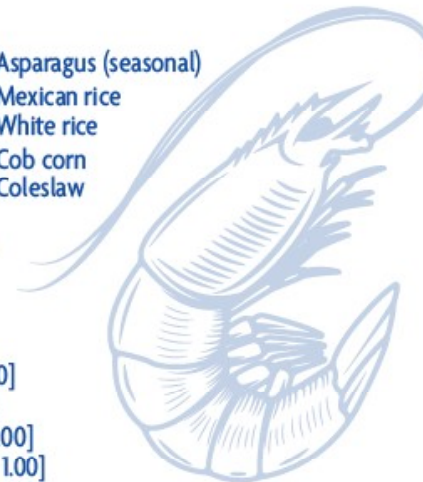 Asparagus (seasonal)
Mexican rice
White rice
Cob corn
Coleslaw
0]
00]
1.00]